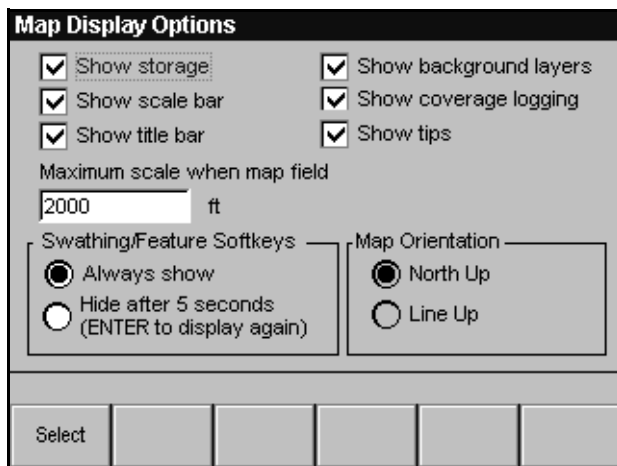 Map Display Options
Show storage
Show background layers
Show scale bar
Show coverage logging
Show title bar
Show tips
Maximum scale when map field
2000 ft
Swathing/Feature Softkeys
Always show
Hide after 5 seconds
(ENTER to display again)
Map Orientation
North Up
Line Up
Select